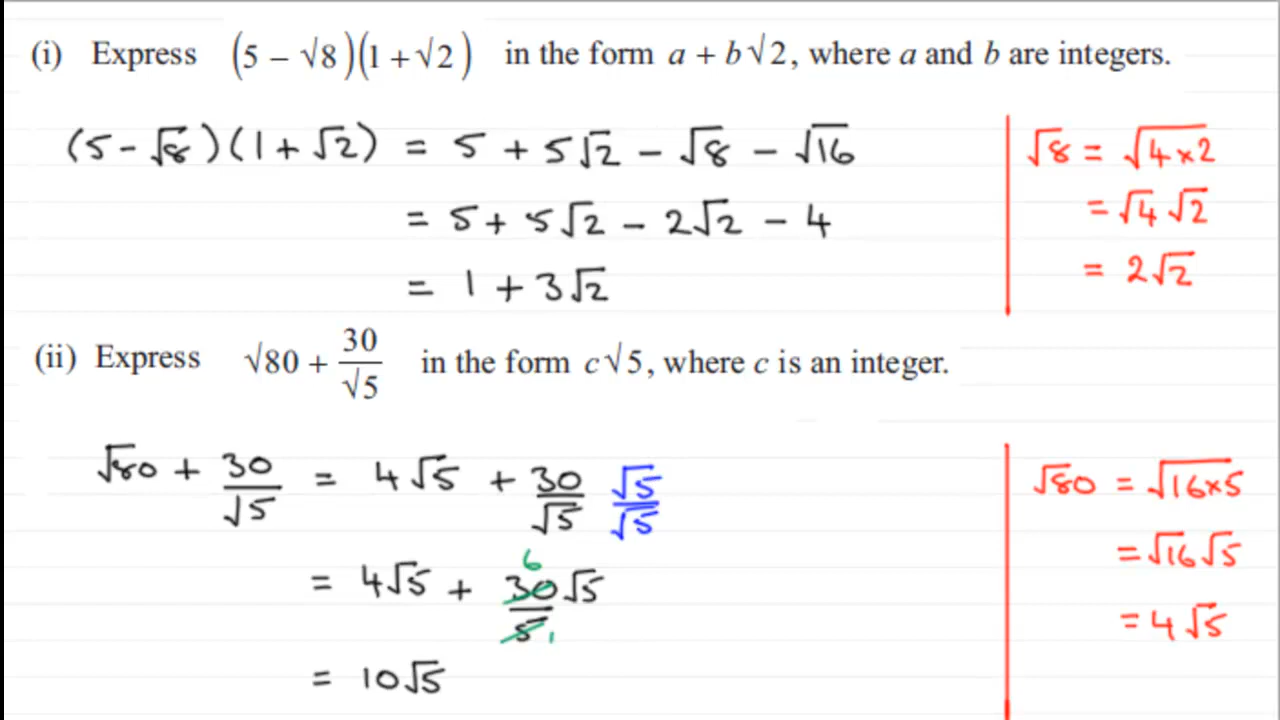 (i) Express (5 − √8)(1 + √2) in the form a + b√2, where a and b are integers.
(5 − √8)(1 + √2) = 5 + 5√2 − √8 − √16
= 5 + 5√2 − 2√2 − 4
= 1 + 3√2
√8 = √4×2
= √4 √2
= 2√2
(ii) Express √80 + 30/√5 in the form c√5, where c is an integer.
√80 + 30/√5 = 4√5 + 30/√5 √5/√5
= 4√5 + 30/5 √5 6 1
= 10√5
√80 = √16×5
= √16 √5
= 4√5